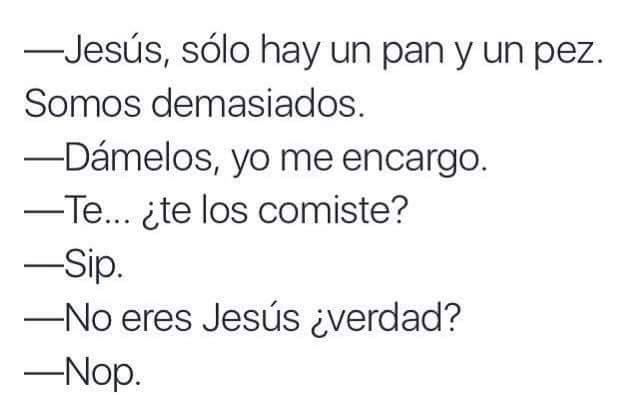 —Jesús, sólo hay un pan y un pez.
Somos demasiados.
—Dámelos, yo me encargo.
—Te... ¿te los comiste?
—Sip.
—No eres Jesús ¿verdad?
—Nop.